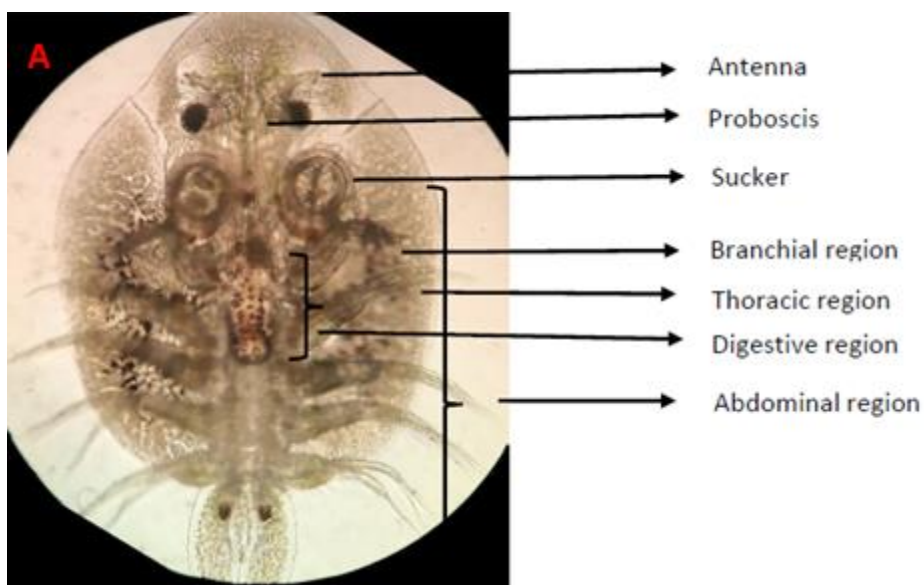 A
Antenna
Proboscis
Sucker
Branchial region
Thoracic region
Digestive region
Abdominal region